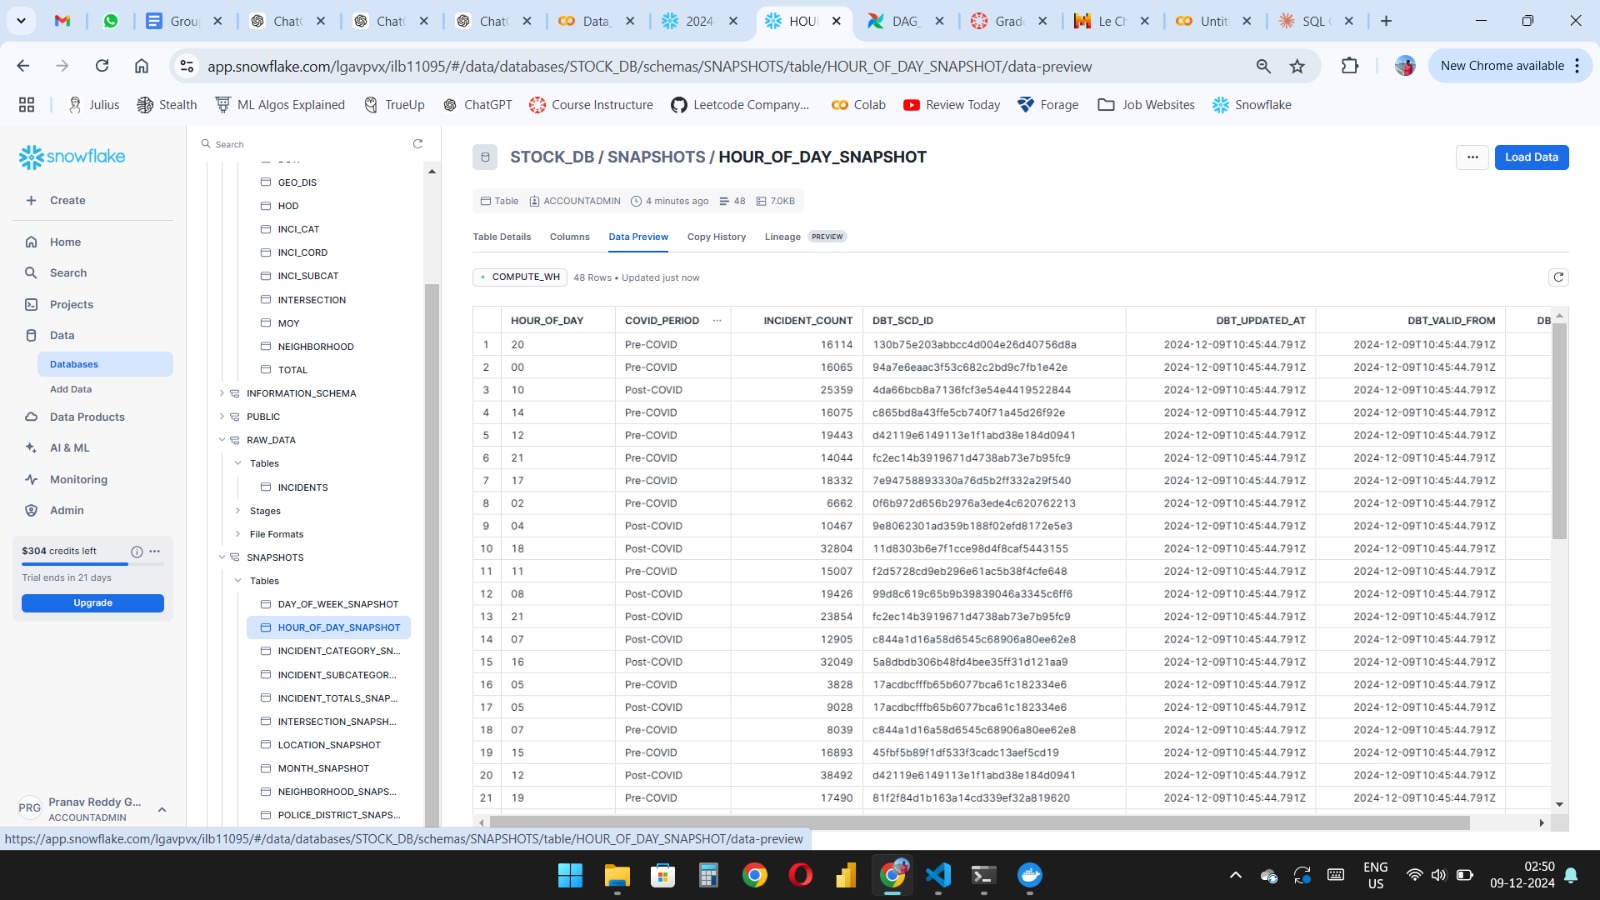 Grou
ChatG
ChatG
ChatG
Data_
2024-
HOU
DAG_
Grade
Le Ch
Untit
SQL
app.snowflake.com/lgavpvx/ilb11095/#/data/databases/STOCK_DB/schemas/SNAPSHOTS/table/HOUR_OF_DAY_SNAPSHOT/data-preview
New Chrome available
Julius Stealth ML Algos Explained TrueUp ChatGPT Course Instructure Leetcode Company... Colab Review Today Forage Job Websites Snowflake
snowflake
Create
Home
Search
Projects
Data
Databases
Add Data
Data Products
AI & ML
Monitoring
Admin
$304 credits left
Trial ends in 21 days
Upgrade
PRG
Pranav Reddy G...
ACCOUNTADMIN
Search
GEO_DIS
HOD
INCI_CAT
INCI_CORD
INCI_SUBCAT
INTERSECTION
MOY
NEIGHBORHOOD
TOTAL
INFORMATION_SCHEMA
PUBLIC
RAW_DATA
Tables
INCIDENTS
Stages
File Formats
SNAPSHOTS
Tables
DAY_OF_WEEK_SNAPSHOT
HOUR_OF_DAY_SNAPSHOT
INCIDENT_CATEGORY_SN...
INCIDENT_SUBCATEGOR...
INCIDENT_TOTALS_SNAP...
INTERSECTION_SNAPSH...
LOCATION_SNAPSHOT
MONTH_SNAPSHOT
NEIGHBORHOOD_SNAPS...
POLICE_DISTRICT_SNAPS...
STOCK_DB / SNAPSHOTS / HOUR_OF_DAY_SNAPSHOT
... Load Data
Table ACCOUNTADMIN 4 minutes ago 48 7.0KB
Table Details Columns Data Preview Copy History Lineage PREVIEW
COMPUTE_WH 48 Rows • Updated just now
HOUR_OF_DAY COVID_PERIOD ... INCIDENT_COUNT DBT_SCD_ID DBT_UPDATED_AT DBT_VALID_FROM DB
1 20 Pre-COVID 16114 130b75e203abbcc4d004e26d40756d8a 2024-12-09T10:45:44.791Z 2024-12-09T10:45:44.791Z
2 00 Pre-COVID 16065 94a7e6eaac3f53c682c2bd9c7fb1e42e 2024-12-09T10:45:44.791Z 2024-12-09T10:45:44.791Z
3 10 Post-COVID 25359 4da66bcb8a7136fcf3e54e4419522844 2024-12-09T10:45:44.791Z 2024-12-09T10:45:44.791Z
4 14 Pre-COVID 16075 c865bd8a43ffe5cb740f71a45d26f92e 2024-12-09T10:45:44.791Z 2024-12-09T10:45:44.791Z
5 12 Pre-COVID 19443 d42119e6149113e1f1abd38e184d0941 2024-12-09T10:45:44.791Z 2024-12-09T10:45:44.791Z
6 21 Pre-COVID 14044 fc2ec14b3919671d4738ab73e7b95fc9 2024-12-09T10:45:44.791Z 2024-12-09T10:45:44.791Z
7 17 Pre-COVID 18332 7e94758893330a76d5b2ff332a29f540 2024-12-09T10:45:44.791Z 2024-12-09T10:45:44.791Z
8 02 Pre-COVID 6662 0f6b972d656b2976a3ede4c620762213 2024-12-09T10:45:44.791Z 2024-12-09T10:45:44.791Z
9 04 Post-COVID 10467 9e8062301ad359b188f02efd8172e5e3 2024-12-09T10:45:44.791Z 2024-12-09T10:45:44.791Z
10 18 Post-COVID 32804 11d8303b6e7f1cce98d4f8caf5443155 2024-12-09T10:45:44.791Z 2024-12-09T10:45:44.791Z
11 11 Pre-COVID 15007 f2d5728cd9eb296e61ac5b38f4cfe648 2024-12-09T10:45:44.791Z 2024-12-09T10:45:44.791Z
12 08 Post-COVID 19426 99d8c619c65b9b39839046a3345c6ff6 2024-12-09T10:45:44.791Z 2024-12-09T10:45:44.791Z
13 21 Post-COVID 23854 fc2ec14b3919671d4738ab73e7b95fc9 2024-12-09T10:45:44.791Z 2024-12-09T10:45:44.791Z
14 07 Post-COVID 12905 c844a1d16a58d6545c68906a80ee62e8 2024-12-09T10:45:44.791Z 2024-12-09T10:45:44.791Z
15 16 Post-COVID 32049 5a8dbdb306b48fd4bee35ff31d121aa9 2024-12-09T10:45:44.791Z 2024-12-09T10:45:44.791Z
16 05 Pre-COVID 3828 17acdbcfffb65b6077bca61c182334e6 2024-12-09T10:45:44.791Z 2024-12-09T10:45:44.791Z
17 05 Post-COVID 9028 17acdbcfffb65b6077bca61c182334e6 2024-12-09T10:45:44.791Z 2024-12-09T10:45:44.791Z
18 07 Pre-COVID 8039 c844a1d16a58d6545c68906a80ee62e8 2024-12-09T10:45:44.791Z 2024-12-09T10:45:44.791Z
19 15 Pre-COVID 16893 45fbf5b89f1df533f3cadc13aef5cd19 2024-12-09T10:45:44.791Z 2024-12-09T10:45:44.791Z
20 12 Post-COVID 38492 d42119e6149113e1f1abd38e184d0941 2024-12-09T10:45:44.791Z 2024-12-09T10:45:44.791Z
21 19 Pre-COVID 17490 81f2f84d1b163a14cd339ef32a819620 2024-12-09T10:45:44.791Z 2024-12-09T10:45:44.791Z
https://app.snowflake.com/lgavpvx/ilb11095/#/data/databases/STOCK_DB/schemas/SNAPSHOTS/table/HOUR_OF_DAY_SNAPSHOT/data-preview
ENG
US
02:50
09-12-2024